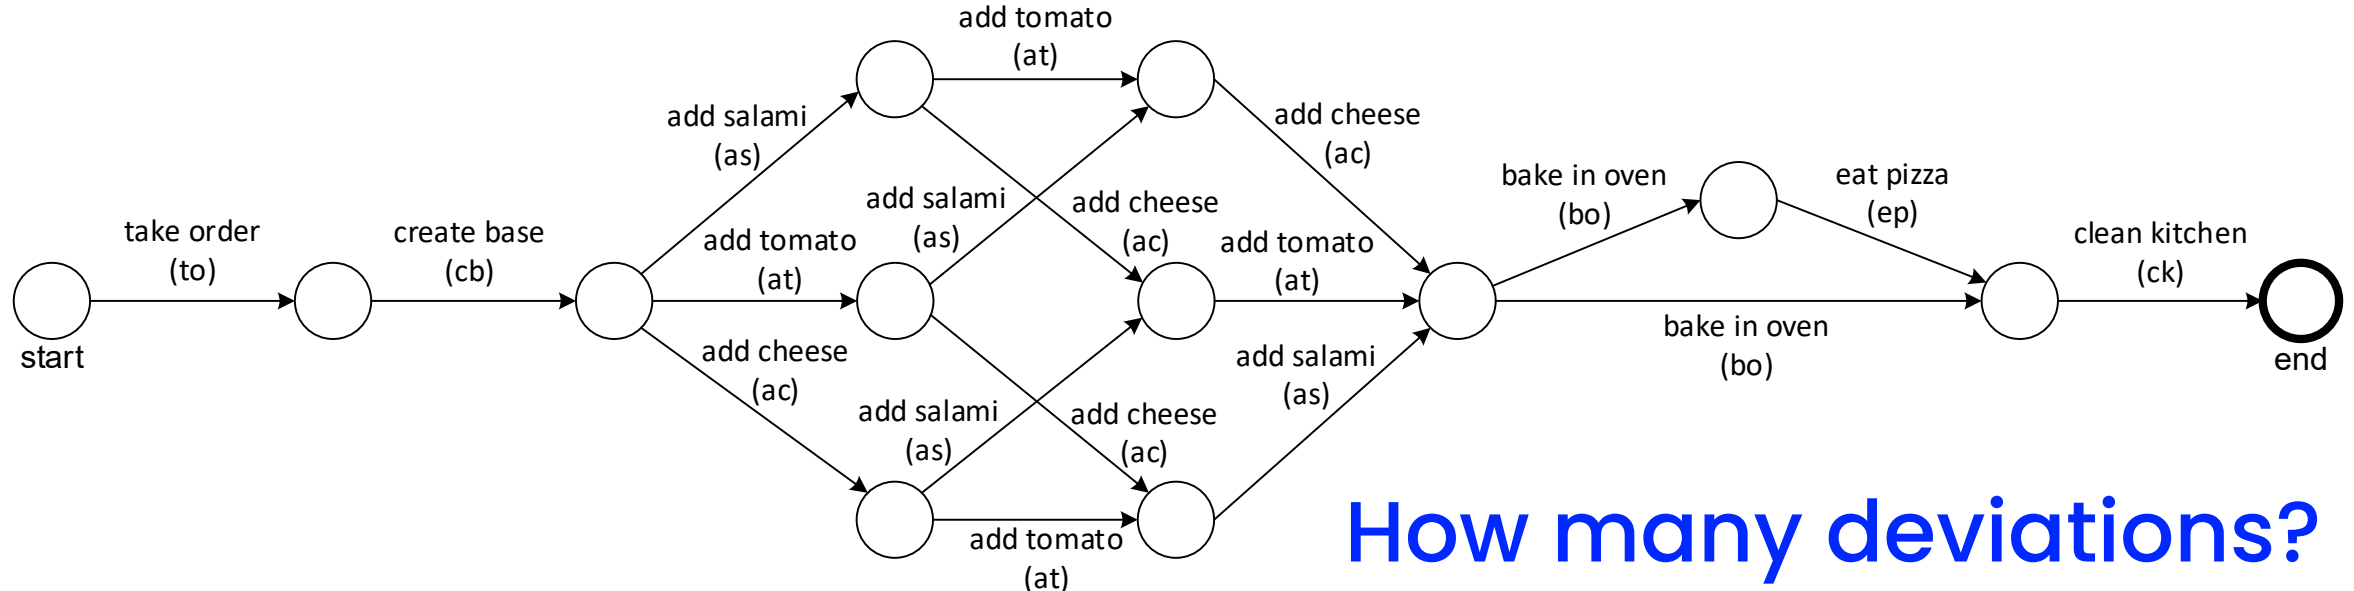 add tomato
(at)
add salami
(as)
add cheese
(ac)
bake in oven
(bo)
eat pizza
(ep)
add salami
(as)
add cheese
(ac)
take order
(to)
create base
(cb)
add tomato
(at)
add tomato
(at)
clean kitchen
(ck)
start
add cheese
(ac)
add salami
(as)
bake in oven
(bo)
end
add salami
(as)
add cheese
(ac)
add tomato
(at)
How many deviations?